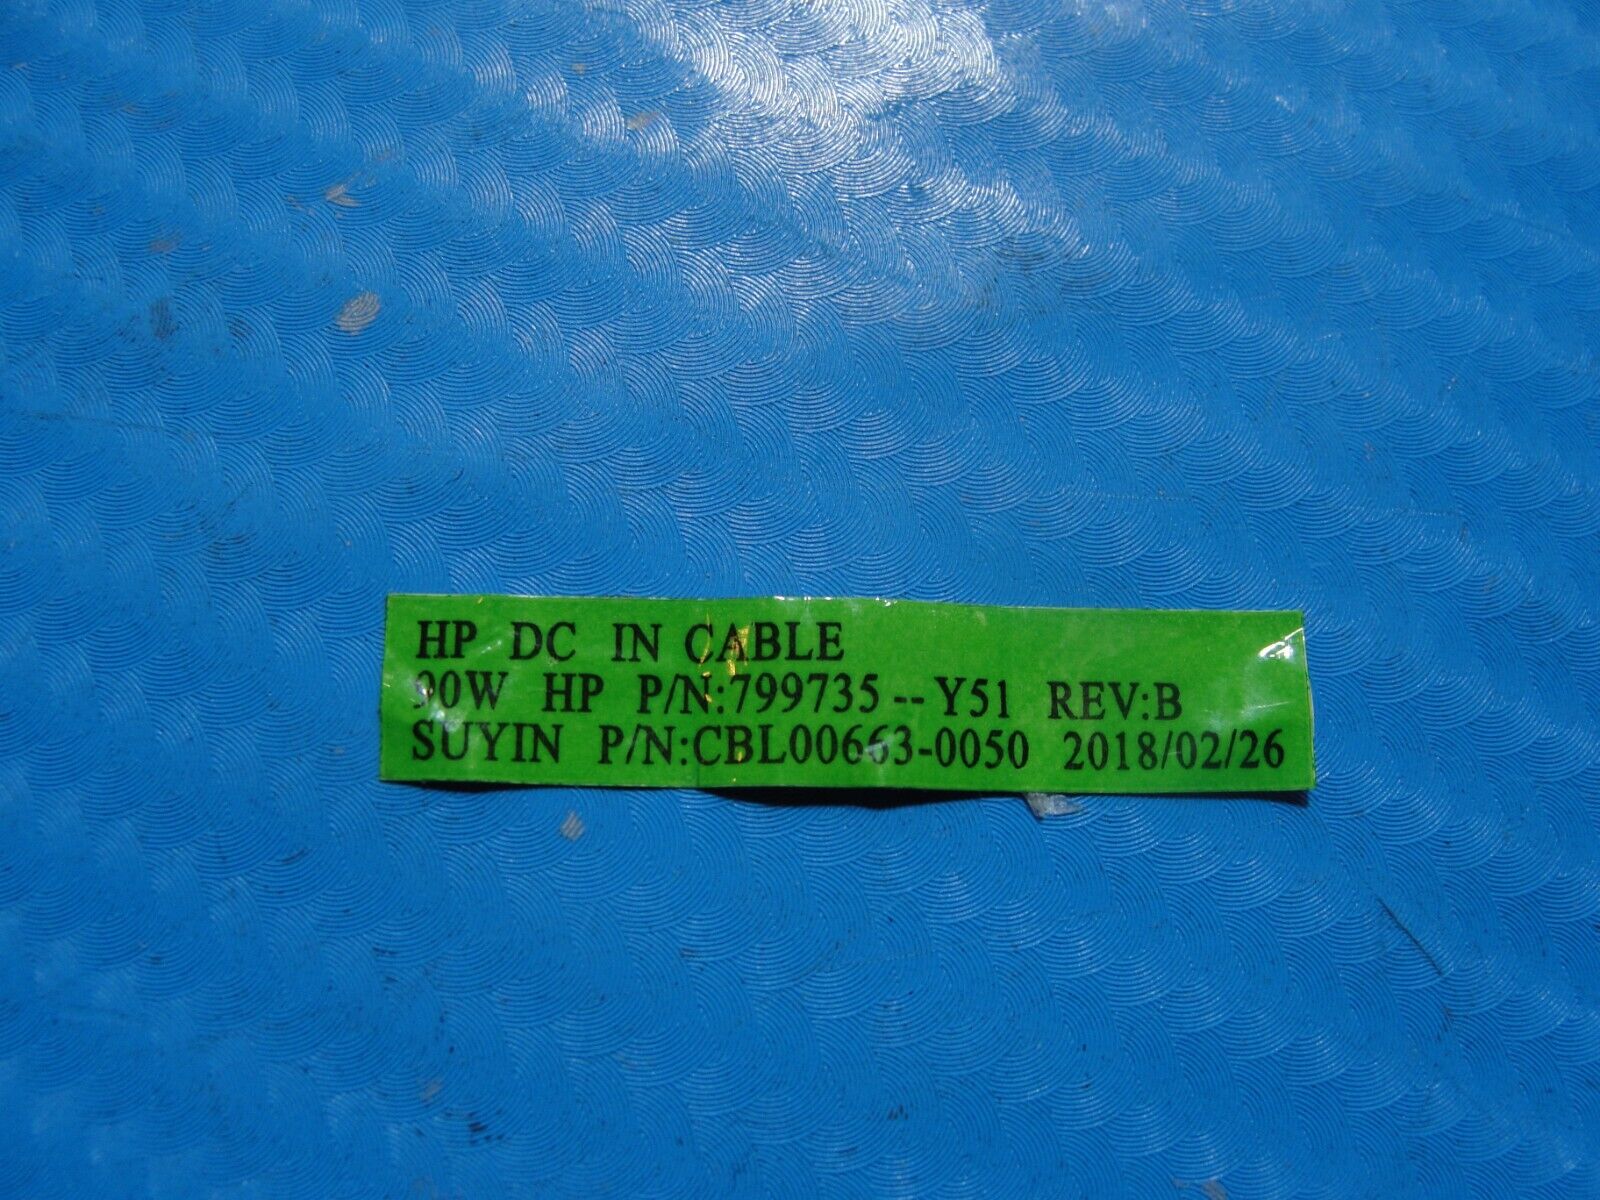 HP DC IN CABLE
90W HP P/N:799735--Y51 REV:B
SUYIN P/N:CBL00663-0050 2018/02/26